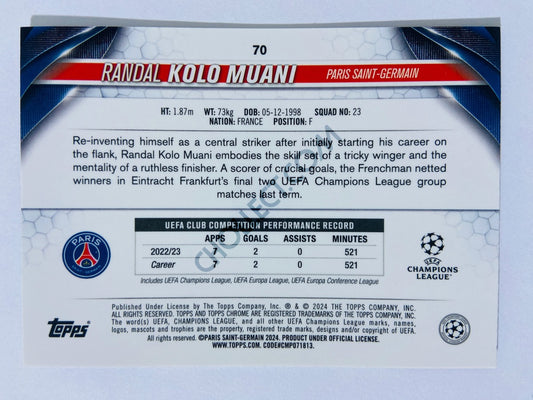 70
RANDAL KOLO MUANI PARIS SAINT-GERMAIN
HT: 1.87m WT: 73kg DOB: 05-12-1998 SQUAD NO: 23
NATION: FRANCE POSITION: F
Re-inventing himself as a central striker after initially starting his career on
the flank, Randal Kolo Muani embodies the skill set of a tricky winger and the
mentality of a ruthless finisher. A scorer of crucial goals, the Frenchman netted
winners in Eintracht Frankfurt's final two UEFA Champions League group
matches last term.
UEFA CLUB COMPETITION PERFORMANCE RECORD
APPS GOALS ASSISTS MINUTES
2022/23 7 2 0 521
Career 7 2 0 521
Includes UEFA Champions League, UEFA Europa League, UEFA Europa Conference League
PARIS
SAINT-GERMAIN
UEFA
CHAMPIONS
LEAGUE
Topps
Published Under License by The Topps Company, Inc. ® & © 2024 THE TOPPS COMPANY, INC.
ALL RIGHTS RESERVED. TOPPS AND TOPPS CHROME ARE REGISTERED TRADEMARKS OF THE TOPPS COMPANY, INC.
The word(s) UEFA, CHAMPIONS LEAGUE, and all other UEFA Champions League marks, names,
logos, mascots and trophies are the property, registered trade marks, designs and/or copyright of UEFA.
All rights reserved. ©PARIS SAINT-GERMAIN 2024. PRODUCT UNDER OFFICIAL LICENSE.
WWW.TOPPS.COM. CODE#CMP071813.